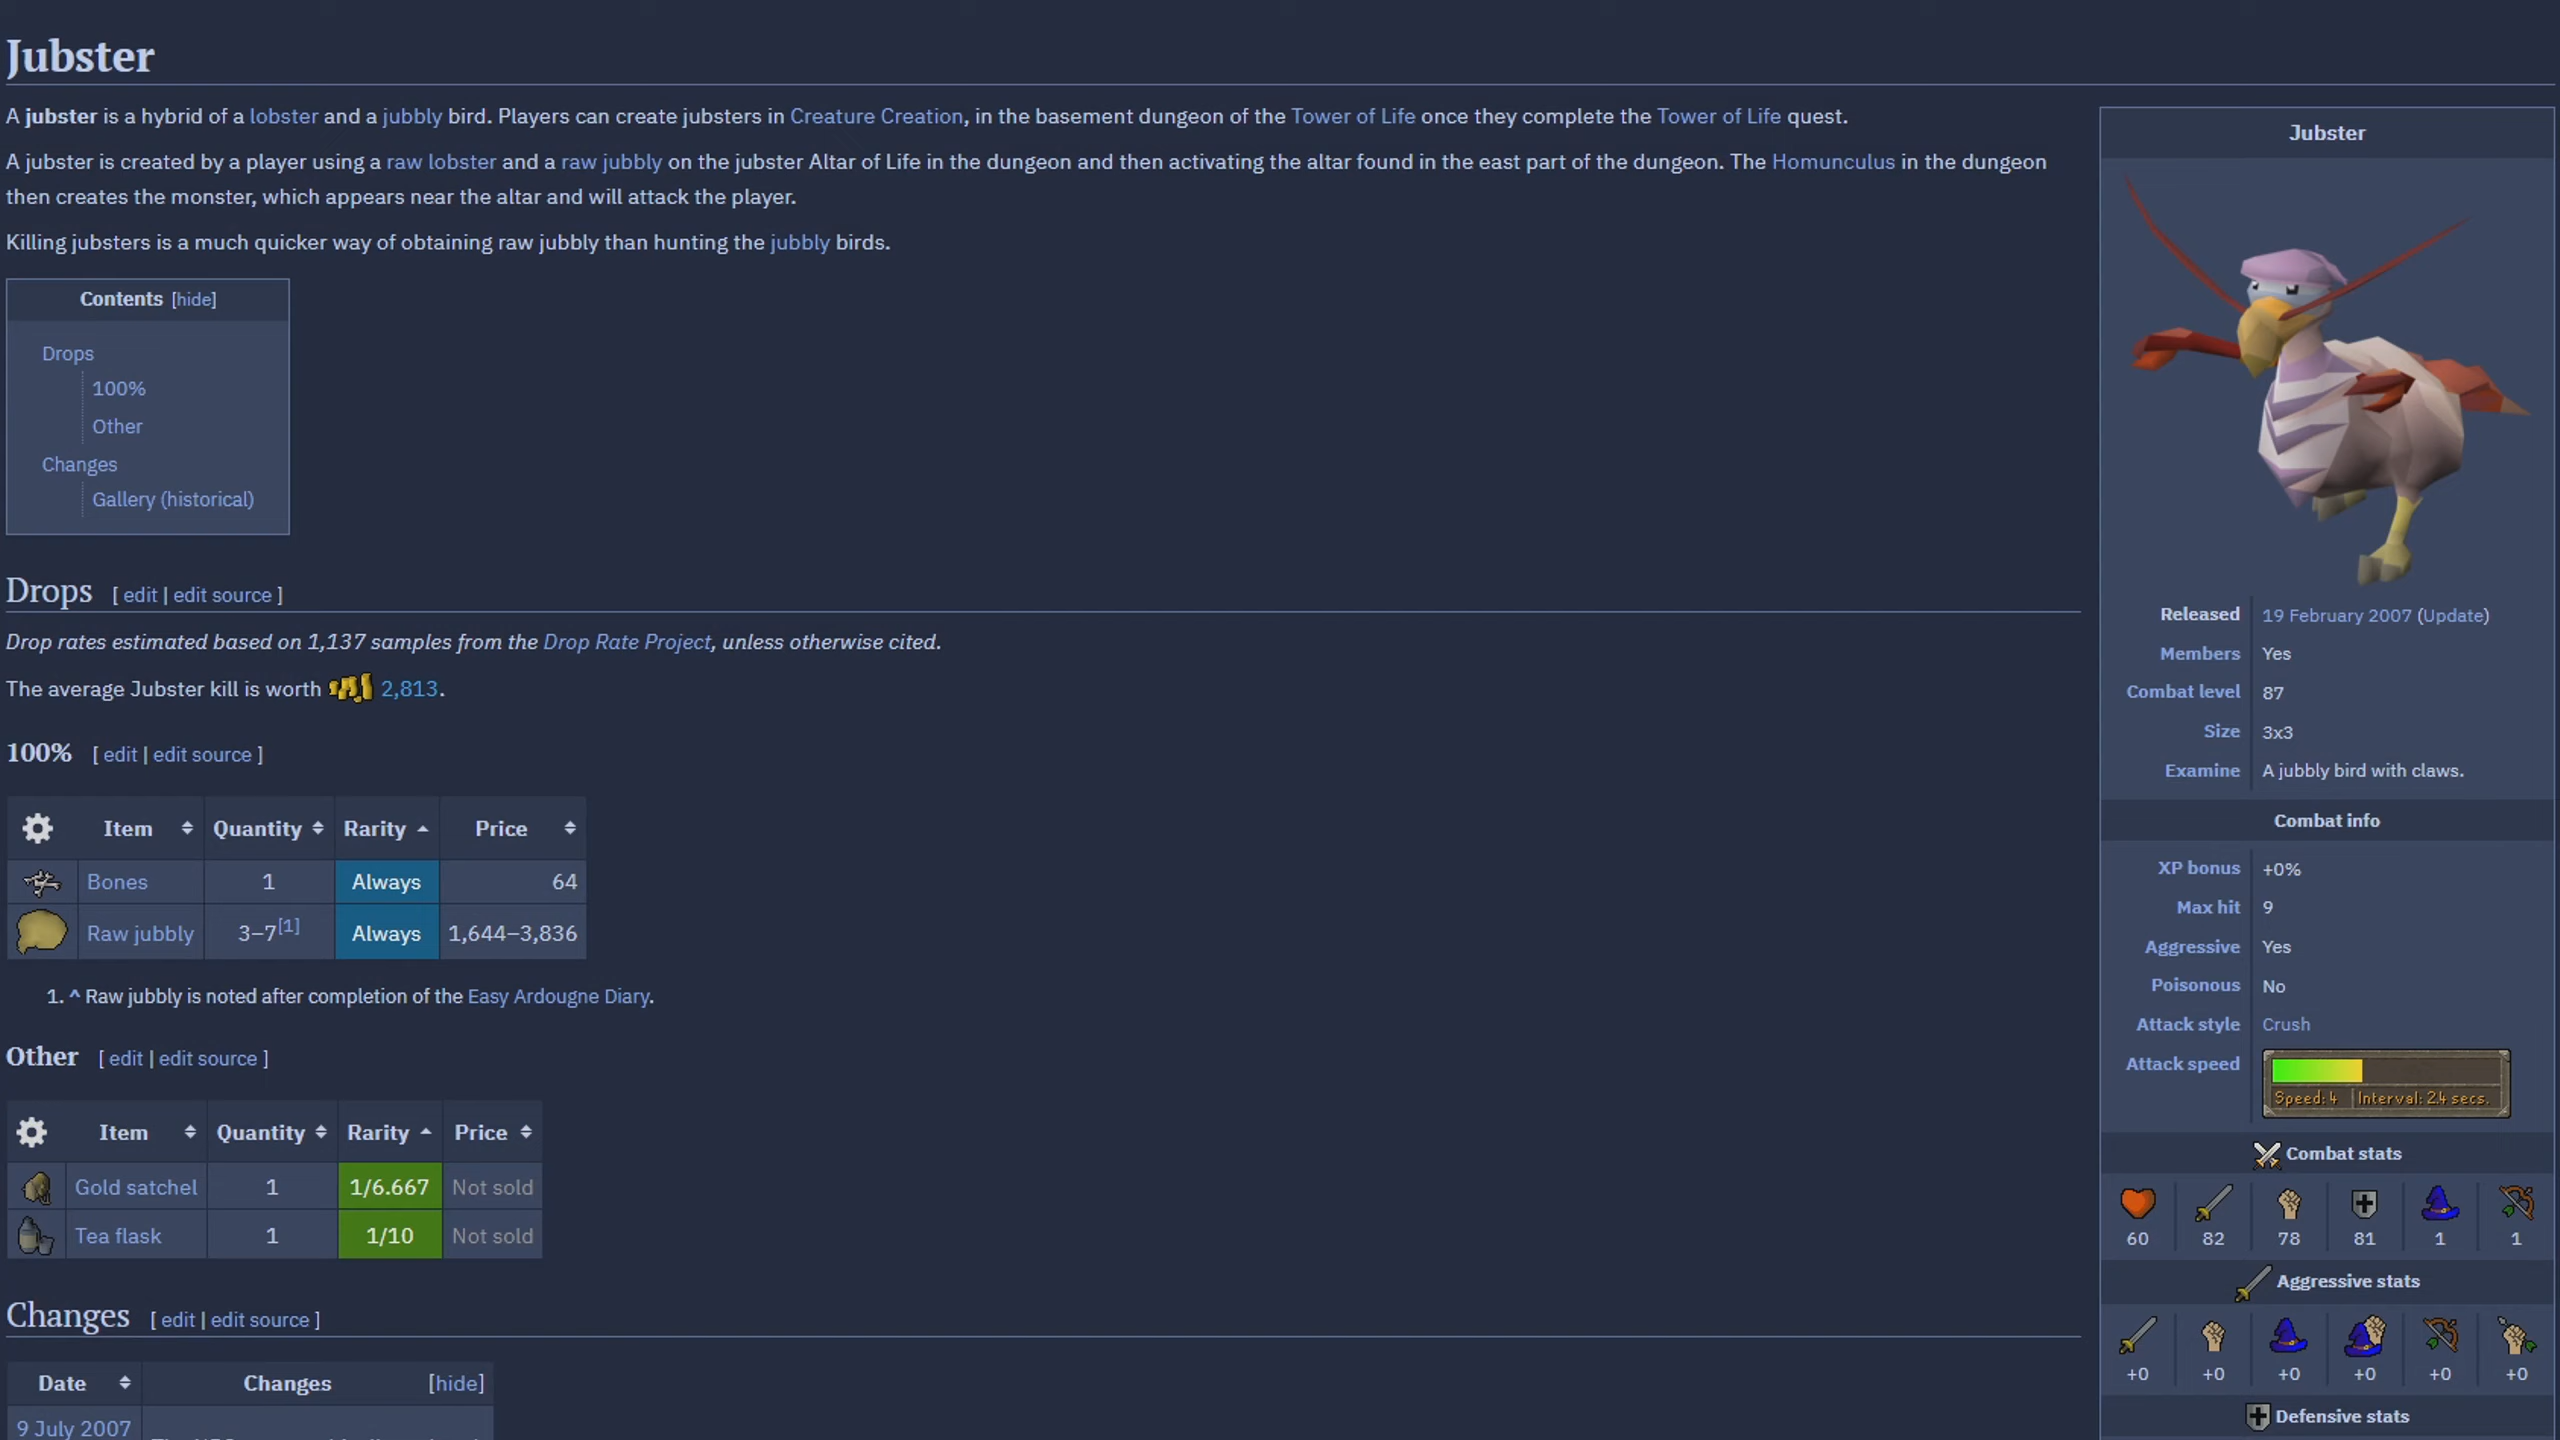 Jubster
A jubster is a hybrid of a lobster and a jubbly bird. Players can create jubsters in Creature Creation, in the basement dungeon of the Tower of Life once they complete the Tower of Life quest.
A jubster is created by a player using a raw lobster and a raw jubbly on the jubster Altar of Life in the dungeon and then activating the altar found in the east part of the dungeon. The Homunculus in the dungeon
then creates the monster, which appears near the altar and will attack the player.
Killing jubsters is a much quicker way of obtaining raw jubbly than hunting the jubbly birds.
Contents [hide]
Drops
100%
Other
Changes
Gallery (historical)
Drops [ edit | edit source ]
Drop rates estimated based on 1,137 samples from the Drop Rate Project, unless otherwise cited.
The average Jubster kill is worth 2,813.
100% [ edit | edit source ]
Item Quantity Rarity Price
Bones 1 Always 64
Raw jubbly 3–7[1] Always 1,644–3,836
1. ^ Raw jubbly is noted after completion of the Easy Ardougne Diary.
Other [ edit | edit source ]
Item Quantity Rarity Price
Gold satchel 1 1/6.667 Not sold
Tea flask 1 1/10 Not sold
Changes [ edit | edit source ]
Date Changes [hide]
9 July 2007
Jubster
Released 19 February 2007 (Update)
Members Yes
Combat level 87
Size 3x3
Examine A jubbly bird with claws.
Combat info
XP bonus +0%
Max hit 9
Aggressive Yes
Poisonous No
Attack style Crush
Attack speed
Speed: 4 Interval: 2.4 secs.
Combat stats
60 82 78 81 1 1
Aggressive stats
+0 +0 +0 +0 +0 +0
Defensive stats